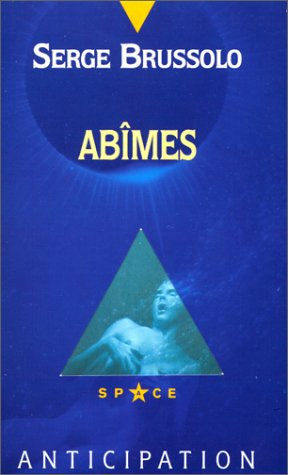 SERGE BRUSSOLO
ABÎMES
SPACE
ANTICIPATION